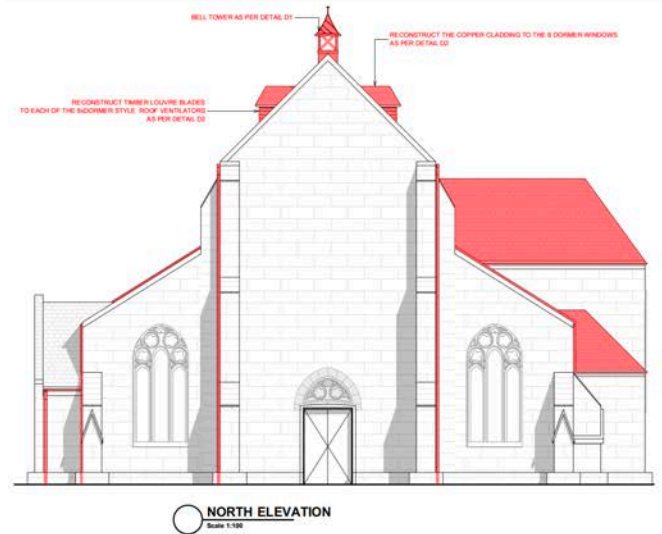 BELL TOWER AS PER DETAIL D1
RECONSTRUCT THE COPPER CLADDING TO THE 8 DORMER WINDOWS
AS PER DETAIL D2
RECONSTRUCT TIMBER LOUVRE BLADES
TO EACH OF THE 8xDORMER STYLE ROOF VENTILATORS
AS PER DETAIL D3
NORTH ELEVATION
Scale 1:100